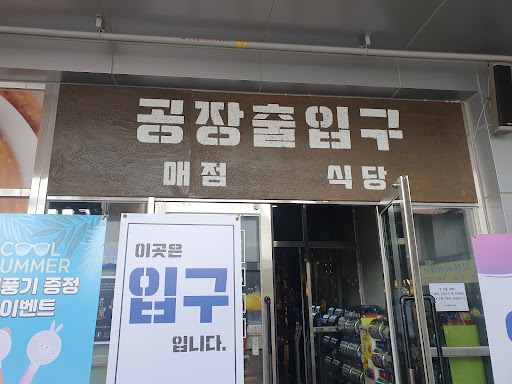 공장출입구
매점 식당
COOL
UMMER
풍기 증정
이벤트
이곳은
입구
입니다.